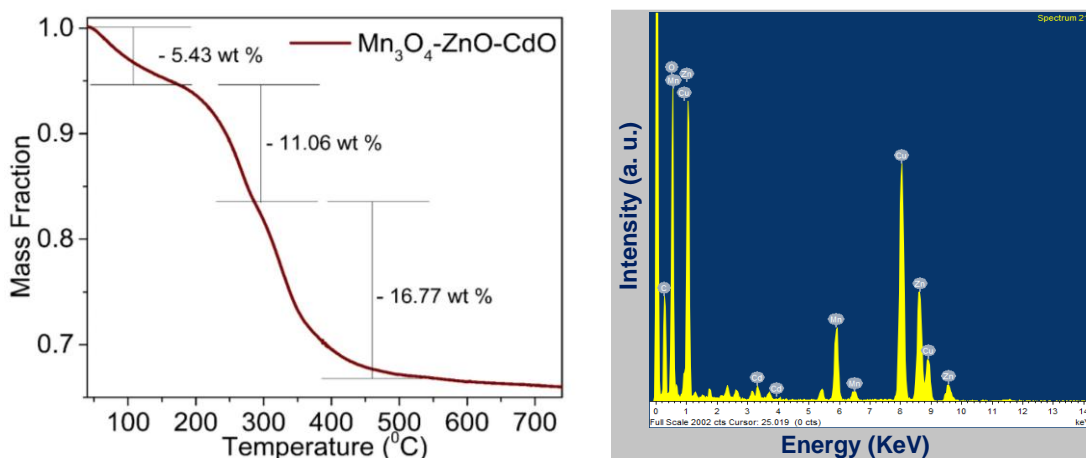 1.0
0.9
0.8
0.7
Mass Fraction
- 5.43 wt %
Mn₃O₄-ZnO-CdO
- 11.06 wt %
- 16.77 wt %
100 200 300 400 500 600 700
Temperature (⁰C)
Spectrum 21
Intensity (a. u.)
O
Mn
Zn
Cu
C
Cd
Cd
Mn
Mn
Cu
Zn
Cu
Zn
0 1 2 3 4 5 6 7 8 9 10 11 12 13 14
Full Scale 2002 cts Cursor: 25.019 (0 cts)
keV
Energy (KeV)